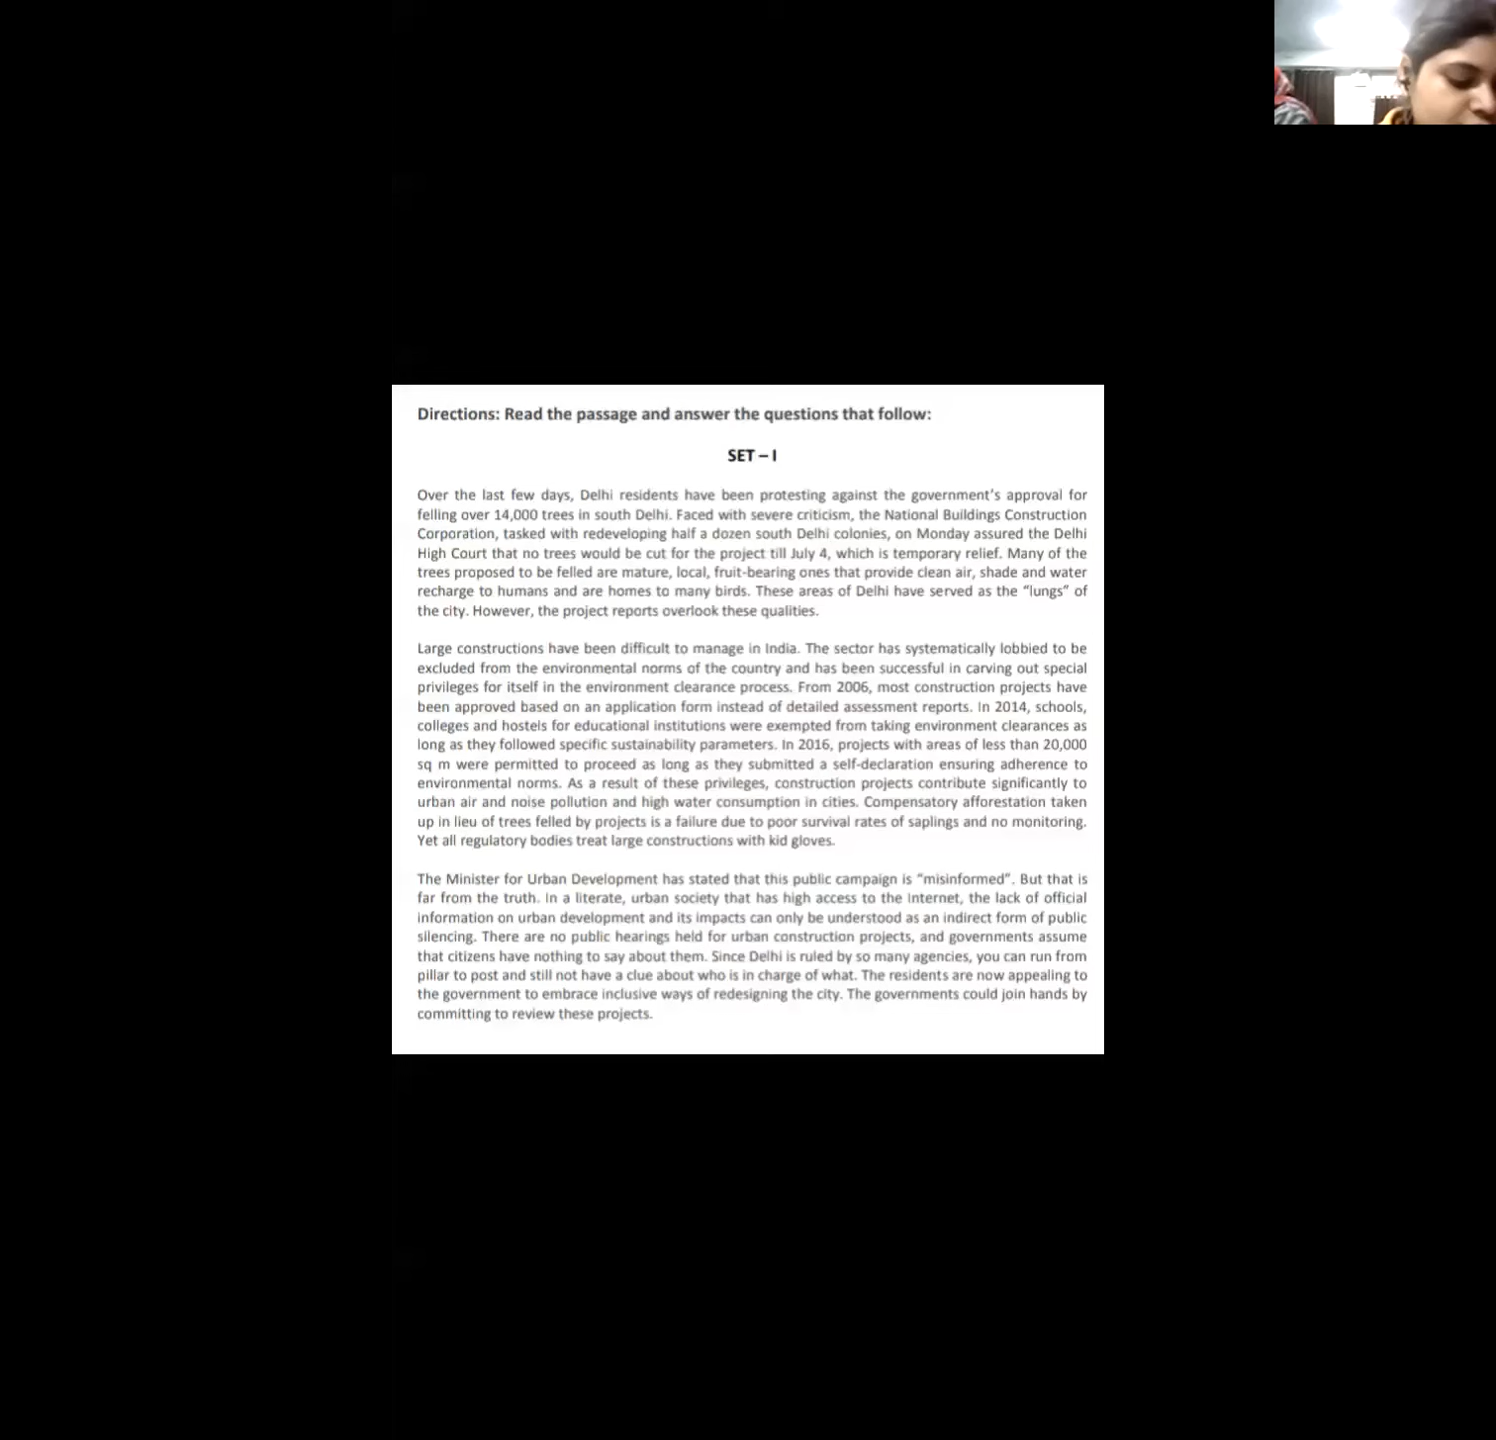 Directions: Read the passage and answer the questions that follow:
SET – I
Over the last few days, Delhi residents have been protesting against the government's approval for
felling over 14,000 trees in south Delhi. Faced with severe criticism, the National Buildings Construction
Corporation, tasked with redeveloping half a dozen south Delhi colonies, on Monday assured the Delhi
High Court that no trees would be cut for the project till July 4, which is temporary relief. Many of the
trees proposed to be felled are mature, local, fruit-bearing ones that provide clean air, shade and water
recharge to humans and are homes to many birds. These areas of Delhi have served as the “lungs” of
the city. However, the project reports overlook these qualities.
Large constructions have been difficult to manage in India. The sector has systematically lobbied to be
excluded from the environmental norms of the country and has been successful in carving out special
privileges for itself in the environment clearance process. From 2006, most construction projects have
been approved based on an application form instead of detailed assessment reports. In 2014, schools,
colleges and hostels for educational institutions were exempted from taking environment clearances as
long as they followed specific sustainability parameters. In 2016, projects with areas of less than 20,000
sq m were permitted to proceed as long as they submitted a self-declaration ensuring adherence to
environmental norms. As a result of these privileges, construction projects contribute significantly to
urban air and noise pollution and high water consumption in cities. Compensatory afforestation taken
up in lieu of trees felled by projects is a failure due to poor survival rates of saplings and no monitoring.
Yet all regulatory bodies treat large constructions with kid gloves.
The Minister for Urban Development has stated that this public campaign is “misinformed”. But that is
far from the truth. In a literate, urban society that has high access to the Internet, the lack of official
information on urban development and its impacts can only be understood as an indirect form of public
silencing. There are no public hearings held for urban construction projects, and governments assume
that citizens have nothing to say about them. Since Delhi is ruled by so many agencies, you can run from
pillar to post and still not have a clue about who is in charge of what. The residents are now appealing to
the government to embrace inclusive ways of redesigning the city. The governments could join hands by
committing to review these projects.